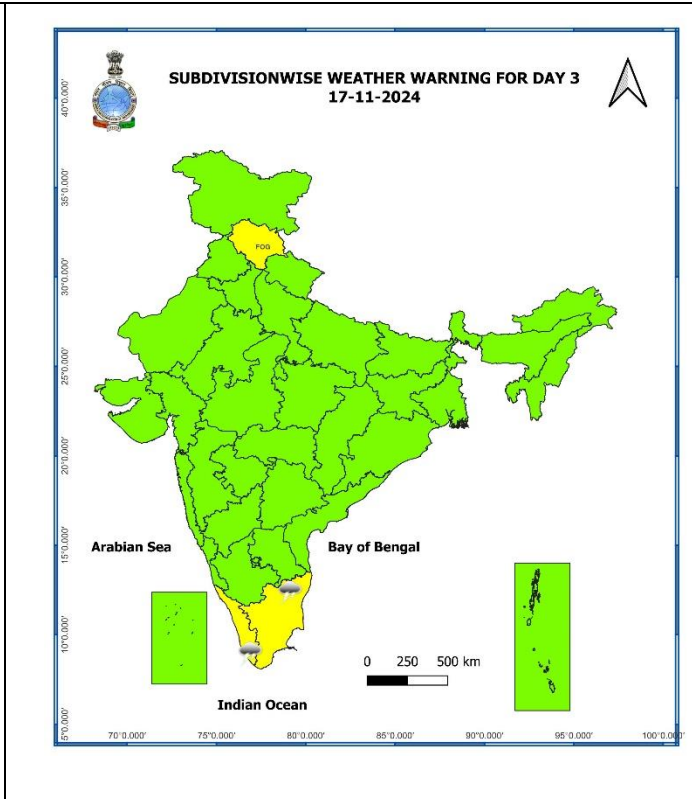 SUBDIVISIONWISE WEATHER WARNING FOR DAY 3
17-11-2024
40°0.000'
35°0.000'
FOG
30°0.000'
25°0.000'
20°0.000'
15°0.000'
Arabian Sea
Bay of Bengal
10°0.000'
0 250 500 km
Indian Ocean
5°0.000'
70°0.000' 75°0.000' 80°0.000' 85°0.000' 90°0.000' 95°0.000' 100°0.000'